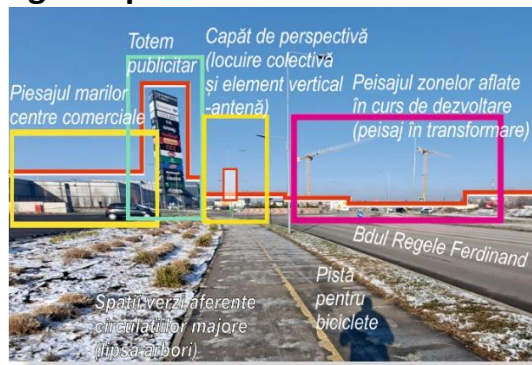 Totem
publicitar
Capăt de perspectivă
(locuire colectivă
și element vertical
-antenă)
Piesajul marilor
centre comerciale
Peisajul zonelor aflate
în curs de dezvoltare
(peisaj în transformare)
Bdul Regele Ferdinand
Pistă
pentru
biciclete
Spații verzi aferente
circulațiilor majore
(lipsa arbori)